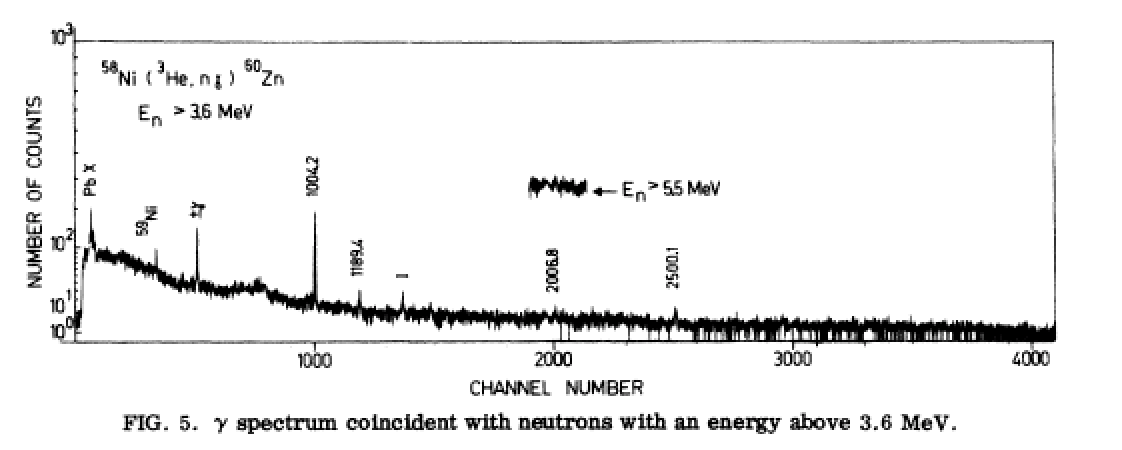 10³
⁵⁸Ni (³He, nγ) ⁶⁰Zn
Eₙ > 3.6 MeV
NUMBER OF COUNTS
Pb X
⁵⁹Ni
1004.2
Eₙ > 5.5 MeV
10²
1189.4
2006.8
2500.1
10¹
10⁰
1000 2000 3000 4000
CHANNEL NUMBER
FIG. 5. γ spectrum coincident with neutrons with an energy above 3.6 MeV.